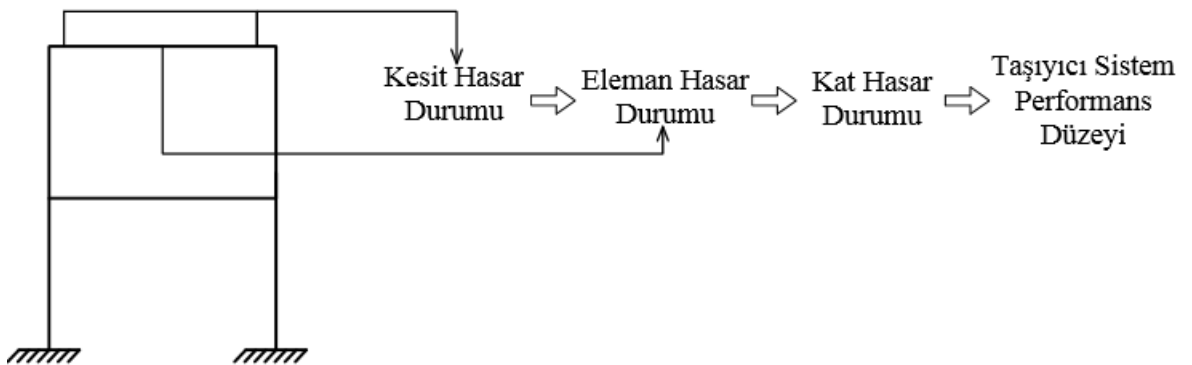 Kesit Hasar
Durumu
Eleman Hasar
Durumu
Kat Hasar
Durumu
Taşıyıcı Sistem
Performans
Düzeyi